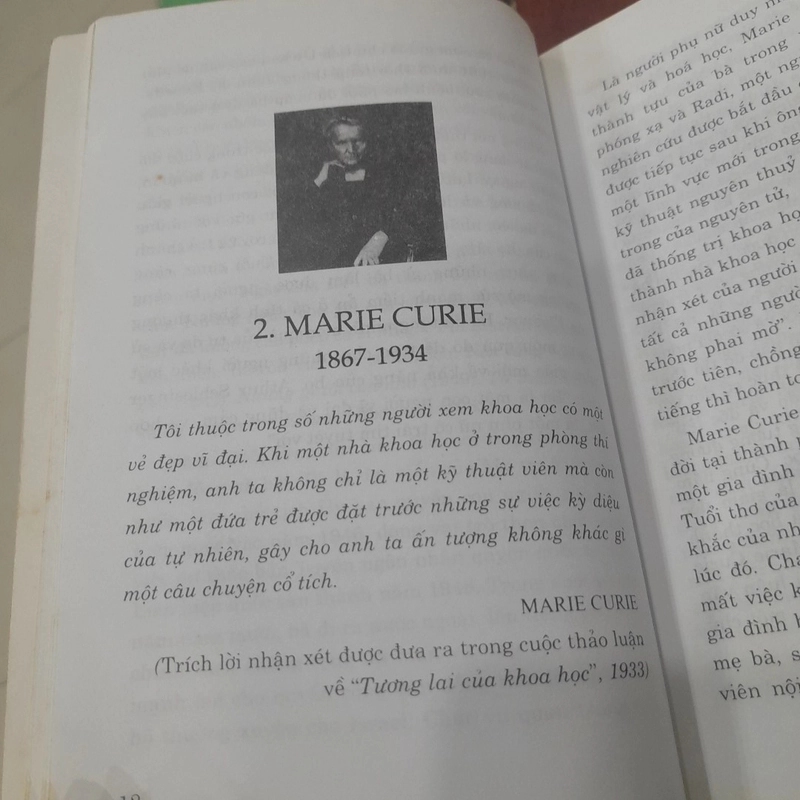 2. MARIE CURIE
1867-1934
Tôi thuộc trong số những người xem khoa học có một
vẻ đẹp vĩ đại. Khi một nhà khoa học ở trong phòng thí
nghiệm, anh ta không chỉ là một kỹ thuật viên mà còn
như một đứa trẻ được đặt trước những sự việc kỳ diệu
của tự nhiên, gây cho anh ta ấn tượng không khác gì
một câu chuyện cổ tích.
MARIE CURIE
(Trích lời nhận xét được đưa ra trong cuộc thảo luận
về “Tương lai của khoa học”, 1933)
Là người phụ nữ duy
vật lý và hoá học, Marie
thành tựu của bà trong
phóng xạ và Radi, một
nghiên cứu được bắt đầu
được tiếp tục sau khi ông
một lĩnh vực mới trong
kỹ thuật nguyên thuỷ
trong của nguyên tử,
đã thống trị khoa
thành nhà khoa học
nhận xét của người
tất cả những
không phai mờ”.
trước tiên, chồng
tiếng thì hoàn
Marie Curie
đời tại thành
một gia đình
Tuổi thơ của
khắc của
lúc đó.
mất việc
gia đình
mẹ bà,
viên nội